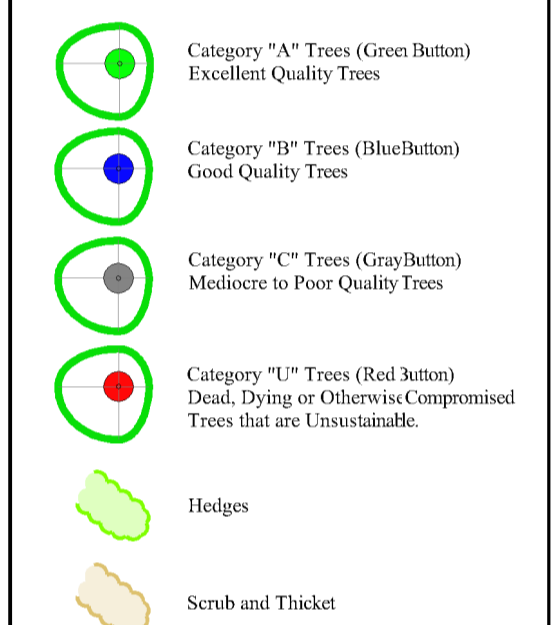 Category "A" Trees (Green Button)
Excellent Quality Trees
Category "B" Trees (BlueButton)
Good Quality Trees
Category "C" Trees (GrayButton)
Mediocre to Poor Quality Trees
Category "U" Trees (Red Button)
Dead, Dying or Otherwise Compromised
Trees that are Unsustainable.
Hedges
Scrub and Thicket